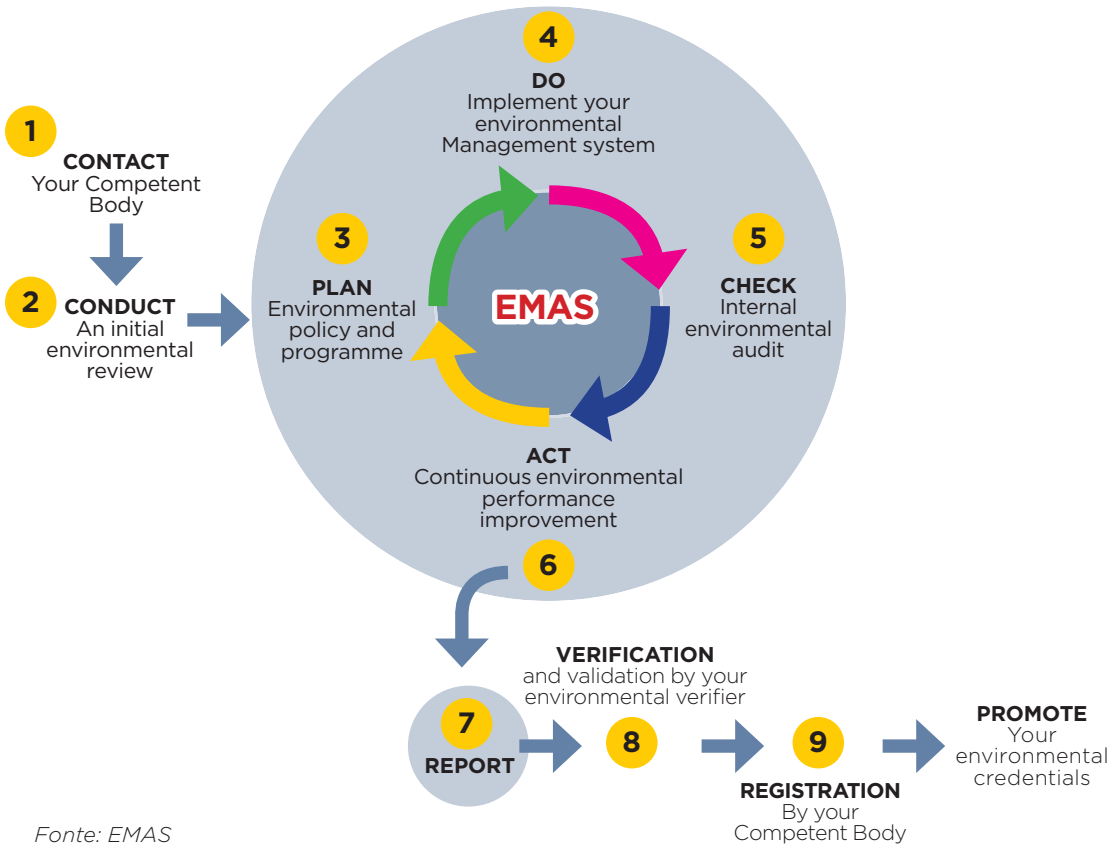 1
CONTACT
Your Competent
Body
2
CONDUCT
An initial
environmental
review
3
PLAN
Environmental
policy and
programme
4
DO
Implement your
environmental
Management system
5
CHECK
Internal
environmental
audit
EMAS
ACT
Continuous environmental
performance
improvement
6
7
REPORT
VERIFICATION
and validation by your
environmental verifier
8
9
REGISTRATION
By your
Competent Body
PROMOTE
Your
environmental
credentials
Fonte: EMAS